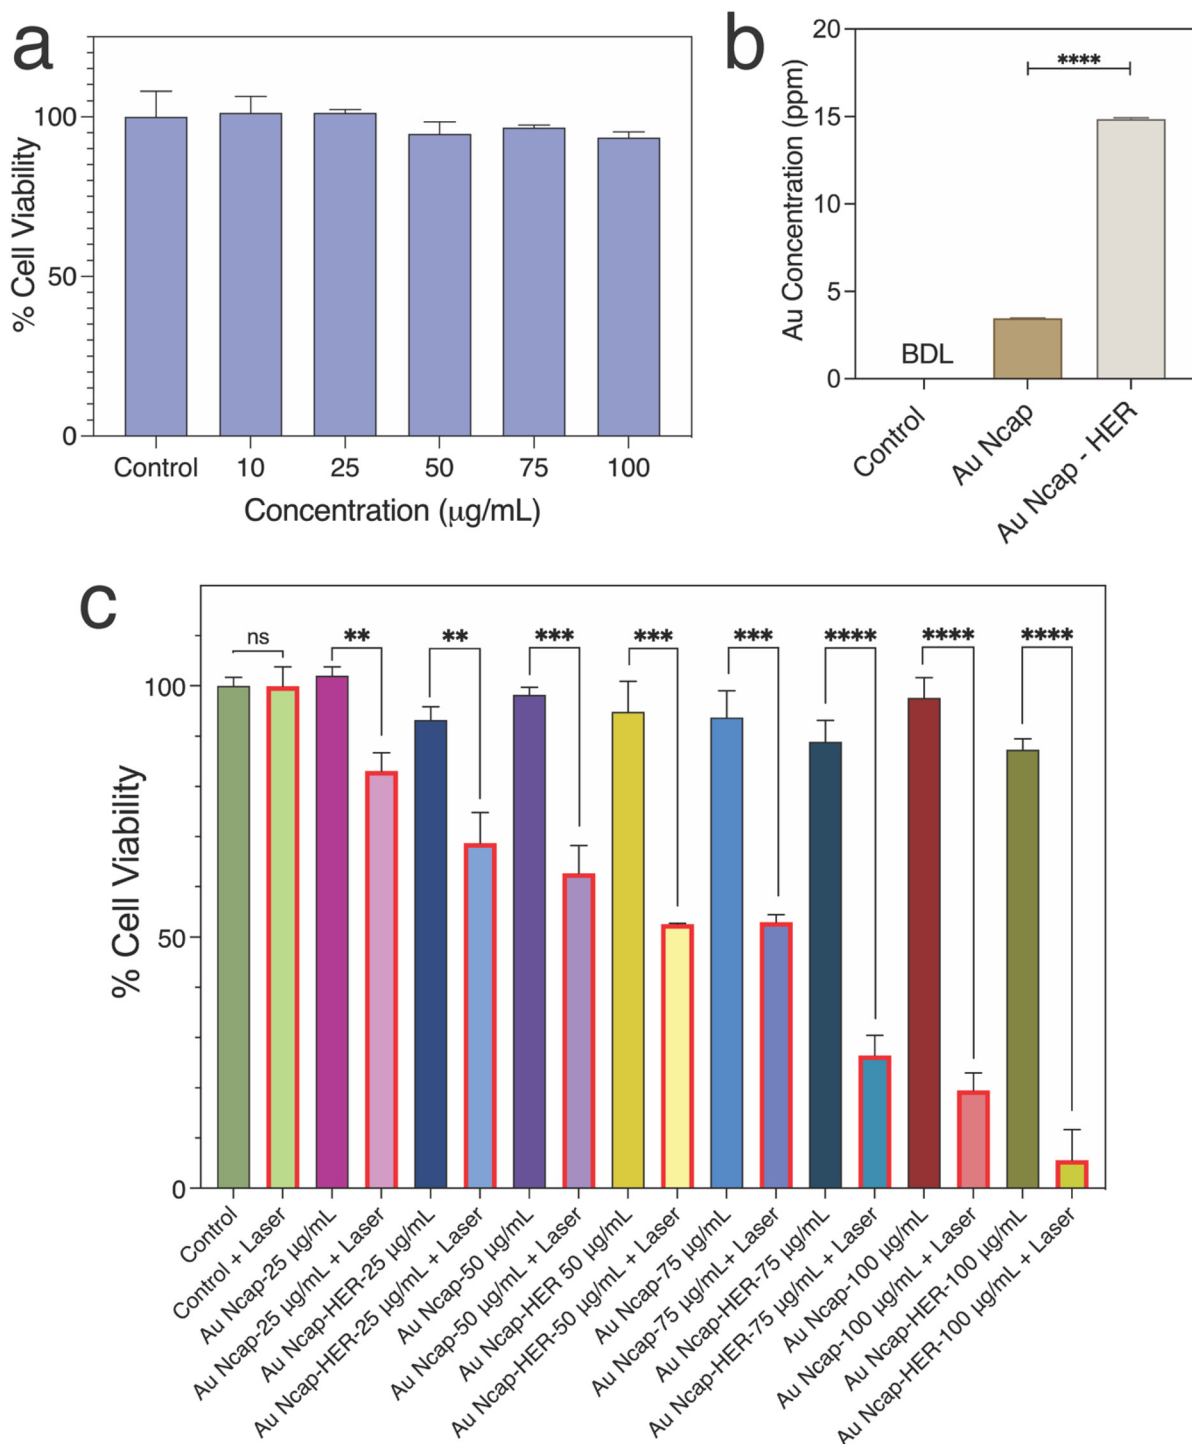 a
% Cell Viability
100
50
0
Control 10 25 50 75 100
Concentration (μg/mL)
b
Au Concentration (ppm)
20
15
10
5
0
****
BDL
Control
Au Ncap
Au Ncap - HER
c
% Cell Viability
100
50
0
ns ** ** *** *** *** **** **** ****
Control
Control + Laser
Au Ncap-25 μg/mL
Au Ncap-25 μg/mL + Laser
Au Ncap-HER-25 μg/mL
Au Ncap-HER-25 μg/mL + Laser
Au Ncap-50 μg/mL
Au Ncap-50 μg/mL + Laser
Au Ncap-HER 50 μg/mL
Au Ncap-HER-50 μg/mL + Laser
Au Ncap-75 μg/mL
Au Ncap-75 μg/mL+ Laser
Au Ncap-HER-75 μg/mL
Au Ncap-HER-75 μg/mL + Laser
Au Ncap-100 μg/mL
Au Ncap-100 μg/mL + Laser
Au Ncap-HER-100 μg/mL
Au Ncap-HER-100 μg/mL + Laser